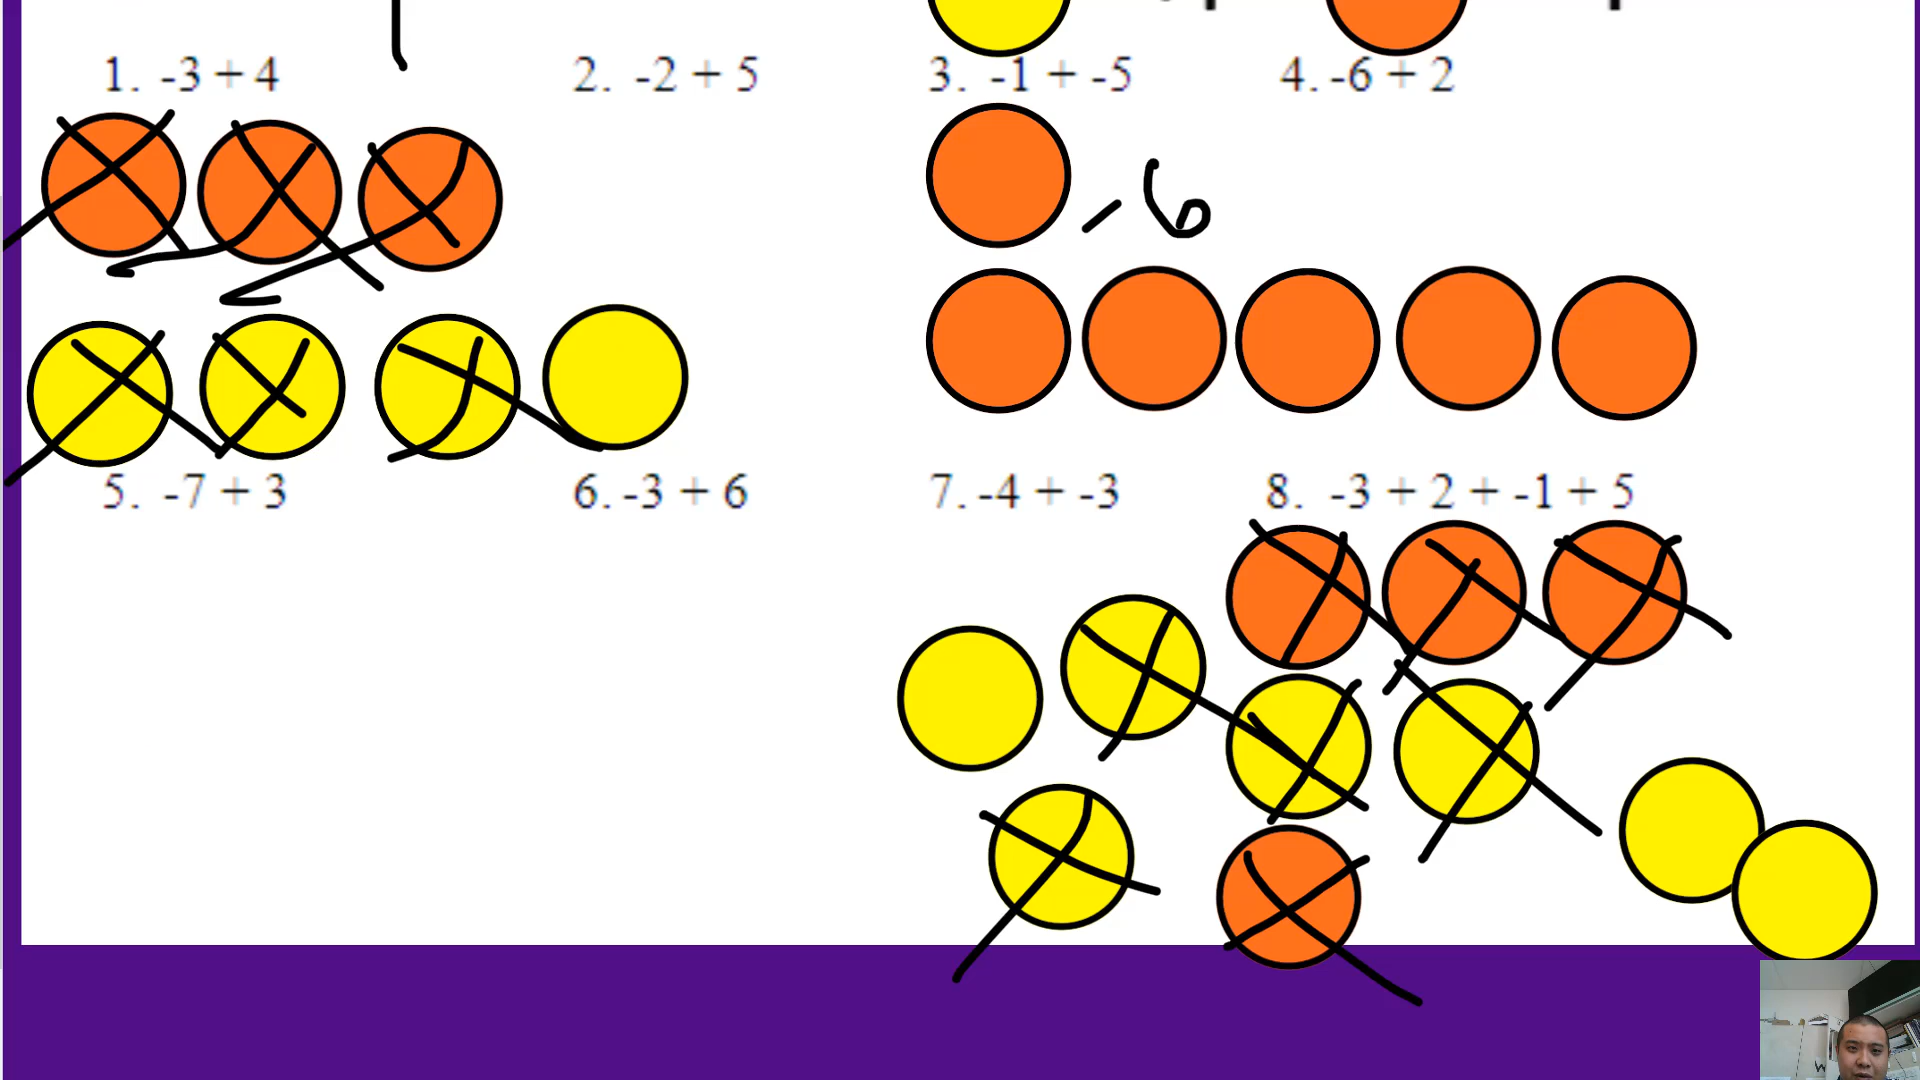 1. -3 + 4 2. -2 + 5 3. -1 + -5 4. -6 + 2
-6
5. -7 + 3 6. -3 + 6 7. -4 + -3 8. -3 + 2 + -1 + 5